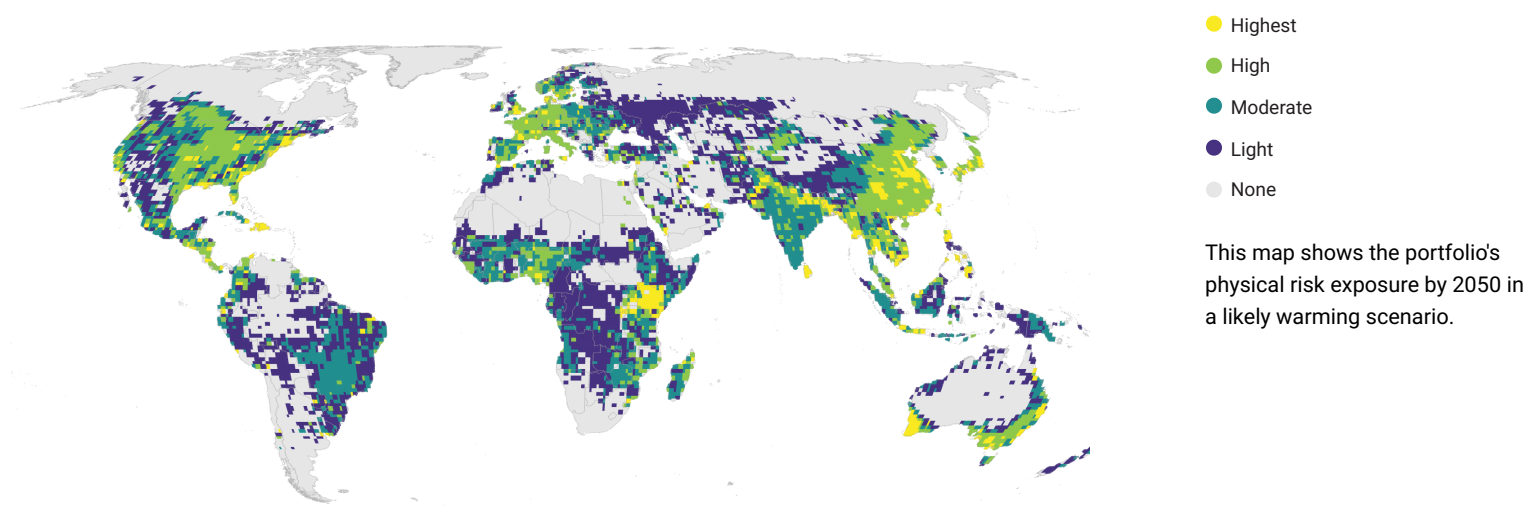 Highest
High
Moderate
Light
None
This map shows the portfolio's
physical risk exposure by 2050 in
a likely warming scenario.